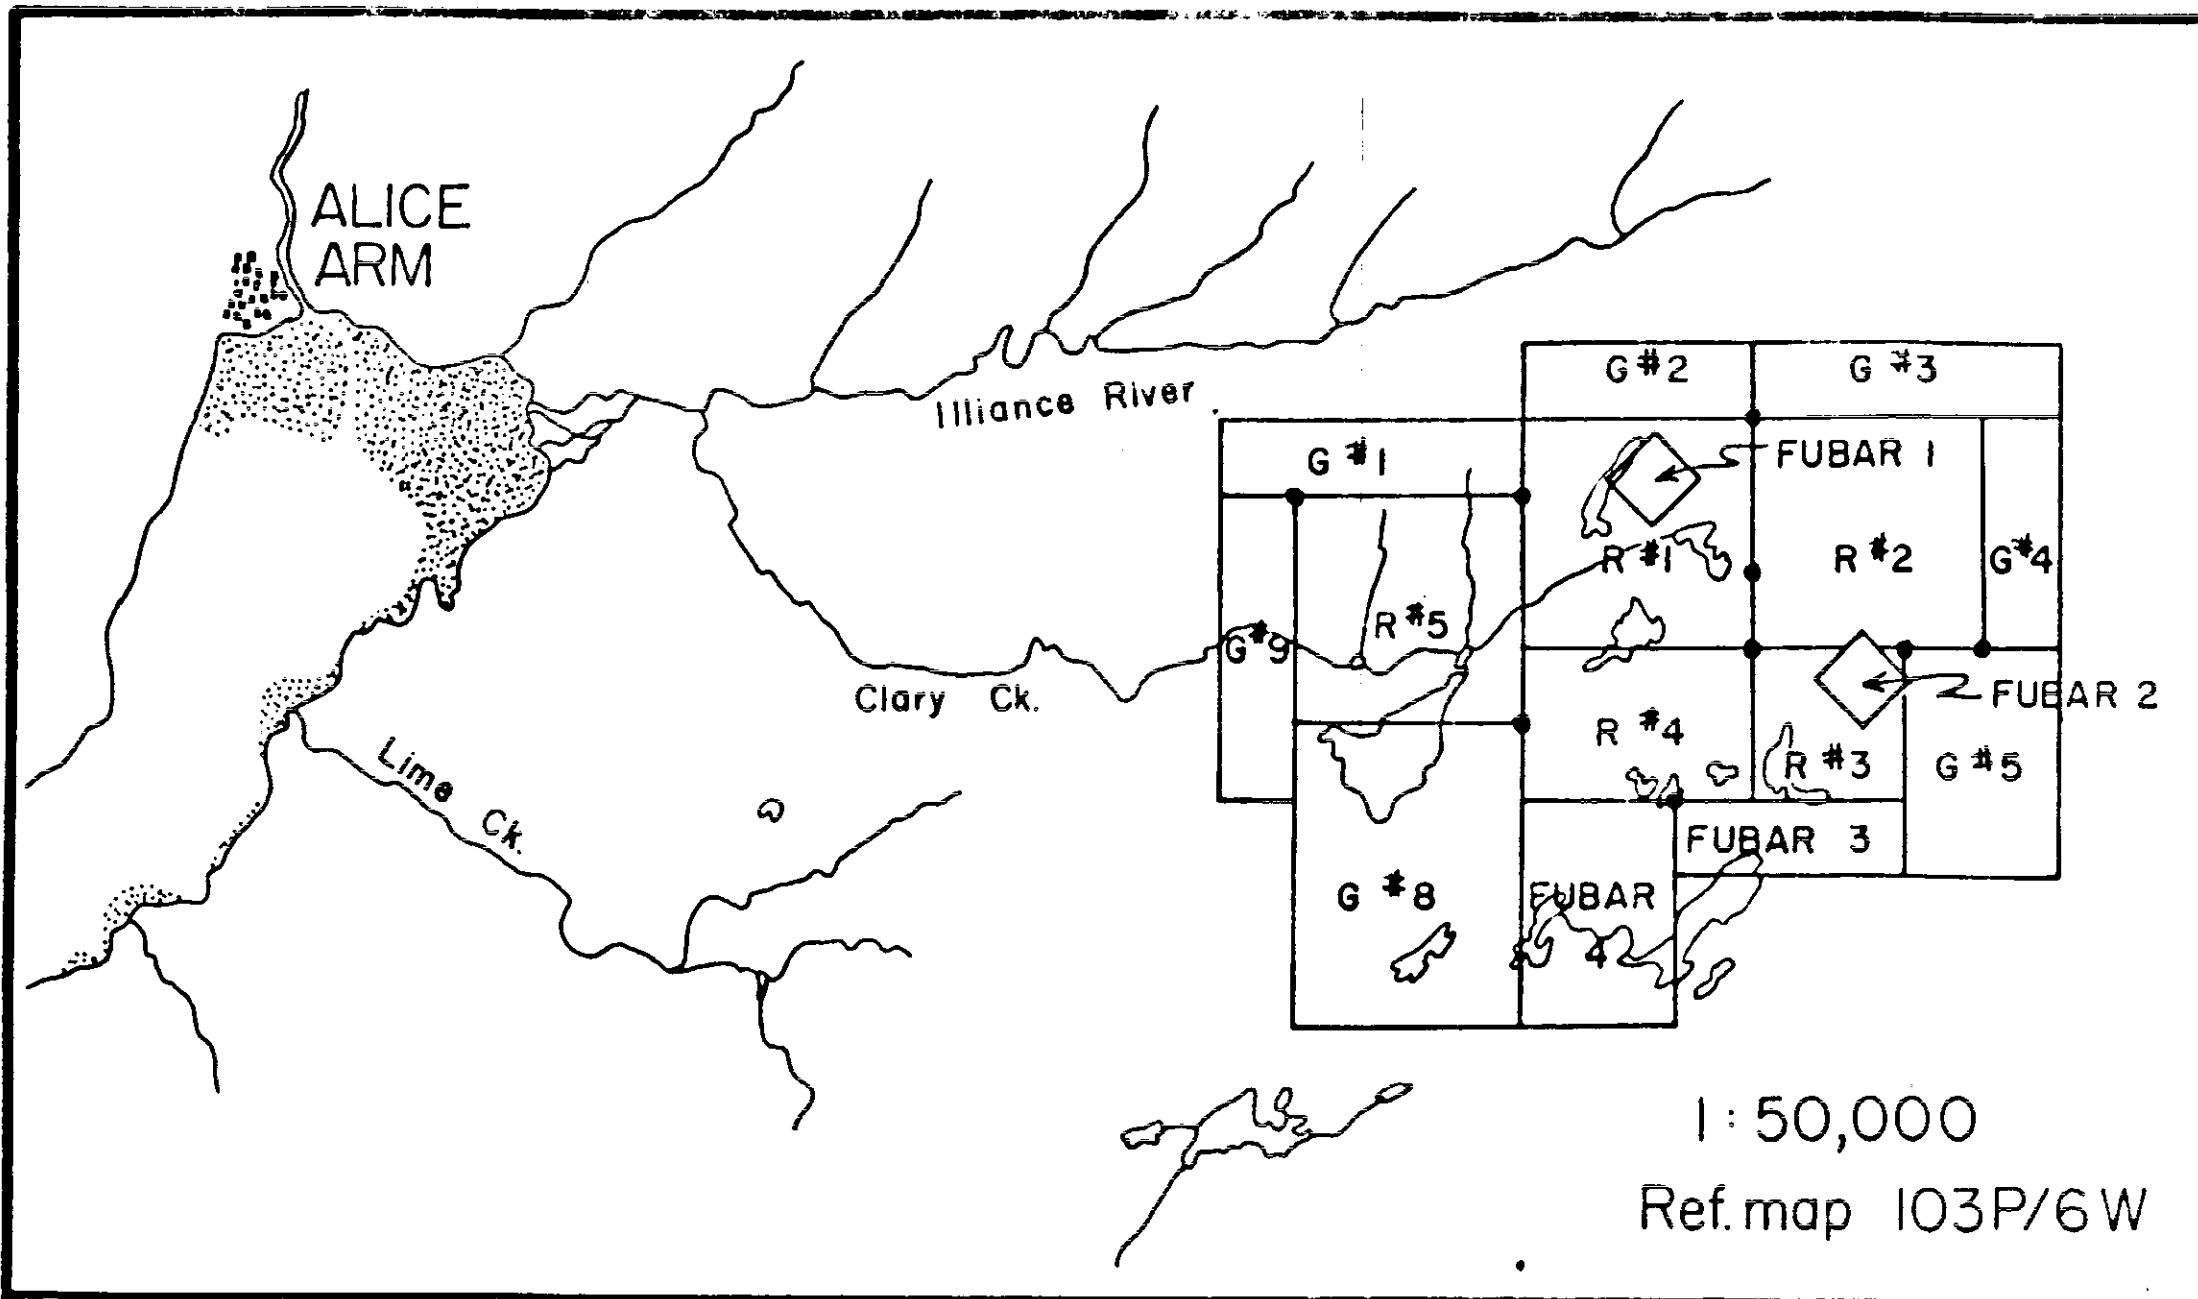 ALICE
ARM
Illiance River
Clary Ck.
Lime Ck.
G #2
G #3
G #1
FUBAR 1
R #1
R #2
G #4
G #9
R #5
FUBAR 2
R #4
R #3
G #5
FUBAR 3
G #8
FUBAR
4
1 : 50,000
Ref. map 103P/6 W